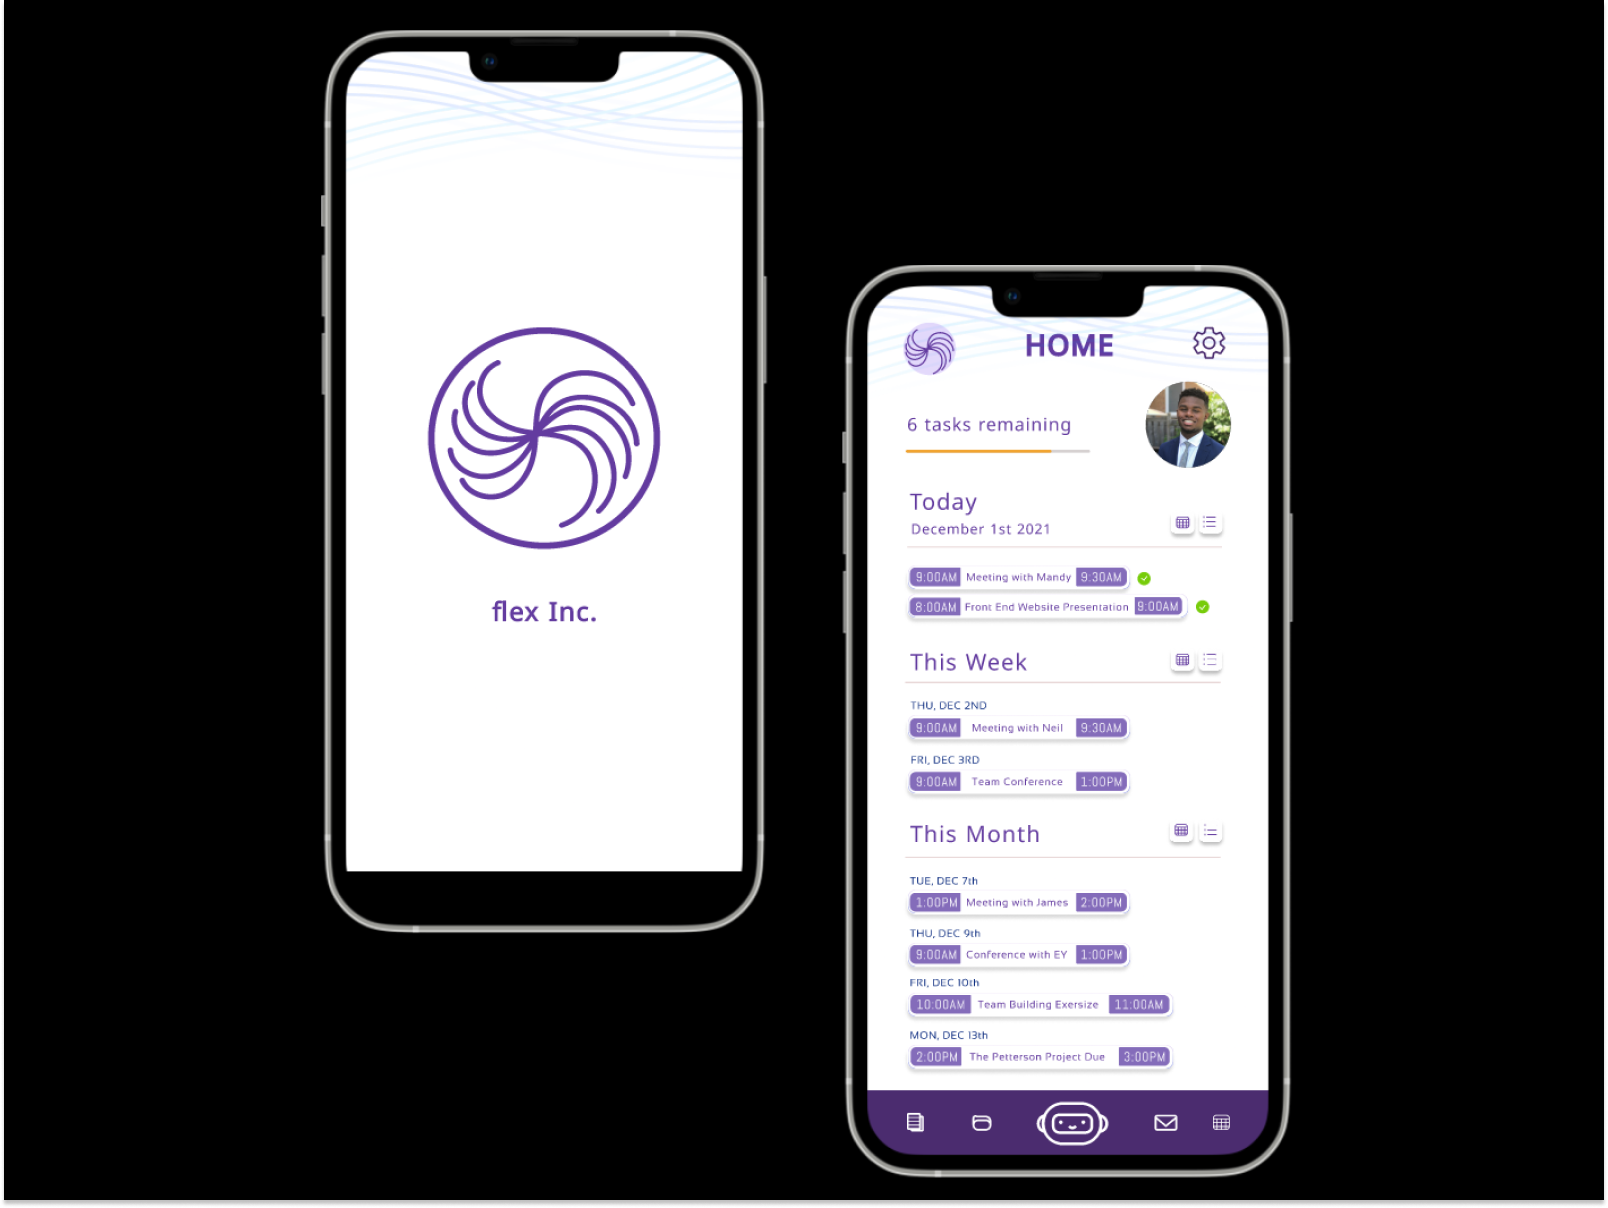 flex Inc.
HOME
6 tasks remaining
Today
December 1st 2021
9:00AM Meeting with Mandy 9:30AM
8:00AM Front End Website Presentation 9:00AM
This Week
THU, DEC 2ND
9:00AM Meeting with Neil 9:30AM
FRI, DEC 3RD
9:00AM Team Conference 1:00PM
This Month
TUE, DEC 7th
1:00PM Meeting with James 2:00PM
THU, DEC 9th
9:00AM Conference with EY 1:00PM
FRI, DEC 10th
10:00AM Team Building Exersize 11:00AM
MON, DEC 13th
2:00PM The Petterson Project Due 3:00PM